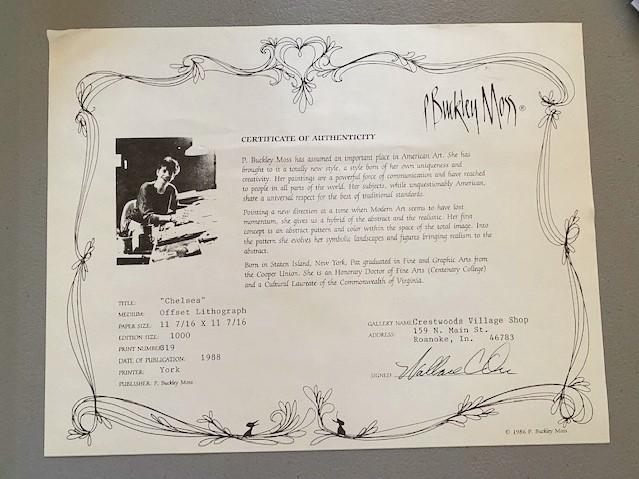 P. Buckley Moss®
CERTIFICATE OF AUTHENTICITY
P. Buckley Moss has assumed an important place in American Art. She has
brought to it a totally new style, a style born of her own uniqueness and
creativity. Her paintings are a powerful force of communication and have reached
to people in all parts of the world. Her subjects, while unquestionably American,
share a universal respect for the best of traditional standards.
Pointing a new direction at a time when Modern Art seems to have lost
momentum, she gives us a hybrid of the abstract and the realistic. Her first
concept is an abstract pattern and color within the space of the total image. Into
the pattern she evolves her symbolic landscapes and figures bringing realism to the
abstract.
Born in Staten Island, New York, Pat graduated in Fine and Graphic Arts from
the Cooper Union. She is an Honorary Doctor of Fine Arts (Centenary College)
and a Cultural Laureate of the Commonwealth of Virginia.
TITLE: "Chelsea"
MEDIUM: Offset Lithograph
PAPER SIZE: 11 7/16 X 11 7/16
EDITION SIZE: 1000
PRINT NUMBER 319
DATE OF PUBLICATION: 1988
PRINTER: York
PUBLISHER: P. Buckley Moss
GALLERY NAME: Crestwoods Village Shop
ADDRESS: 159 N. Main St.
Roanoke, In. 46783
SIGNED:
© 1986 P. Buckley Moss